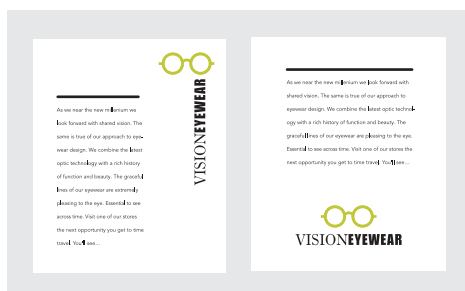 As we near the new millenium we
look forward with shared vision. The
same is true of our approach to eye-
wear design. We combine the latest
optic technology with a rich history
of function and beauty. The graceful
lines of our eyewear are extremely
pleasing to the eye. Essential to see
across time. Visit one of our stores
the next opportunity you get to time
travel. You'll see...
VISIONEYEWEAR
As we near the new millenium we look forward with
shared vision. The same is true of our approach to
eyewear design. We combine the latest optic technol-
ogy with a rich history of function and beauty. The
graceful lines of our eyewear are pleasing to the eye.
Essential to see across time. Visit one of our stores the
next opportunity you get to time travel. You'll see...
VISIONEYEWEAR